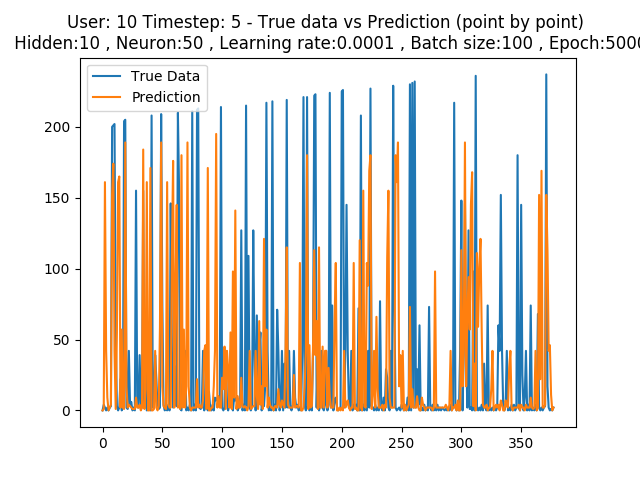 User: 10 Timestep: 5 - True data vs Prediction (point by point)
Hidden:10 , Neuron:50 , Learning rate:0.0001 , Batch size:100 , Epoch:5000
True Data
Prediction
200
150
100
50
0
0 50 100 150 200 250 300 350